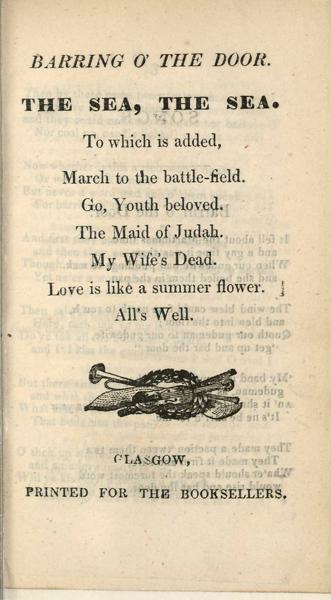 BARRING O' THE DOOR.
THE SEA, THE SEA.
To which is added,
March to the battle-field.
Go, Youth beloved.
The Maid of Judah.
My Wife's Dead.
Love is like a summer flower.
All's Well.
GLASGOW,
PRINTED FOR THE BOOKSELLERS.